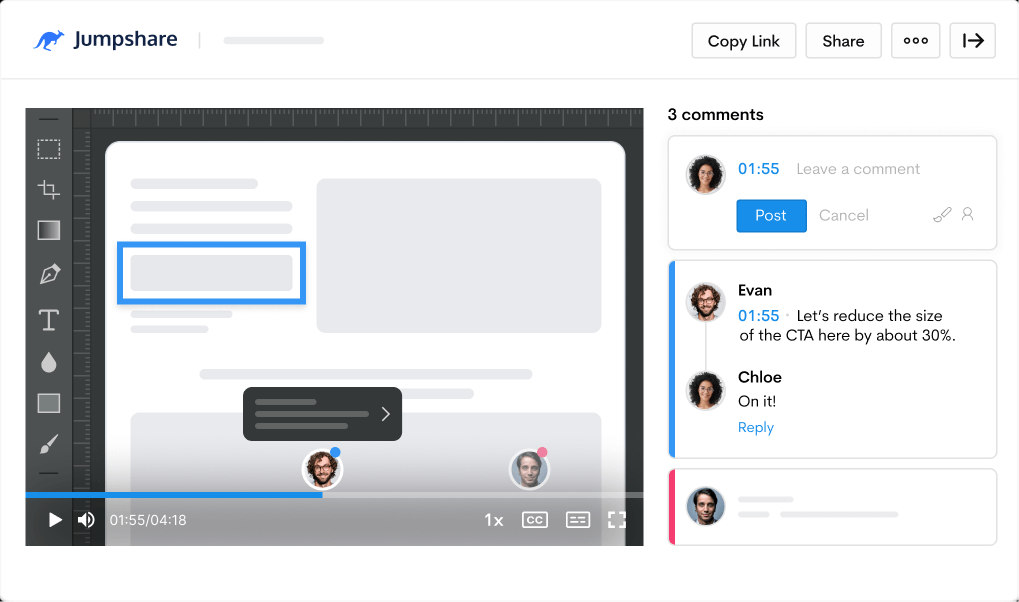 Jumpshare
Copy Link
Share
3 comments
01:55 Leave a comment
Post Cancel
Evan
01:55 · Let’s reduce the size
of the CTA here by about 30%.
Chloe
On it!
Reply
T
01:55/04:18
1x
CC